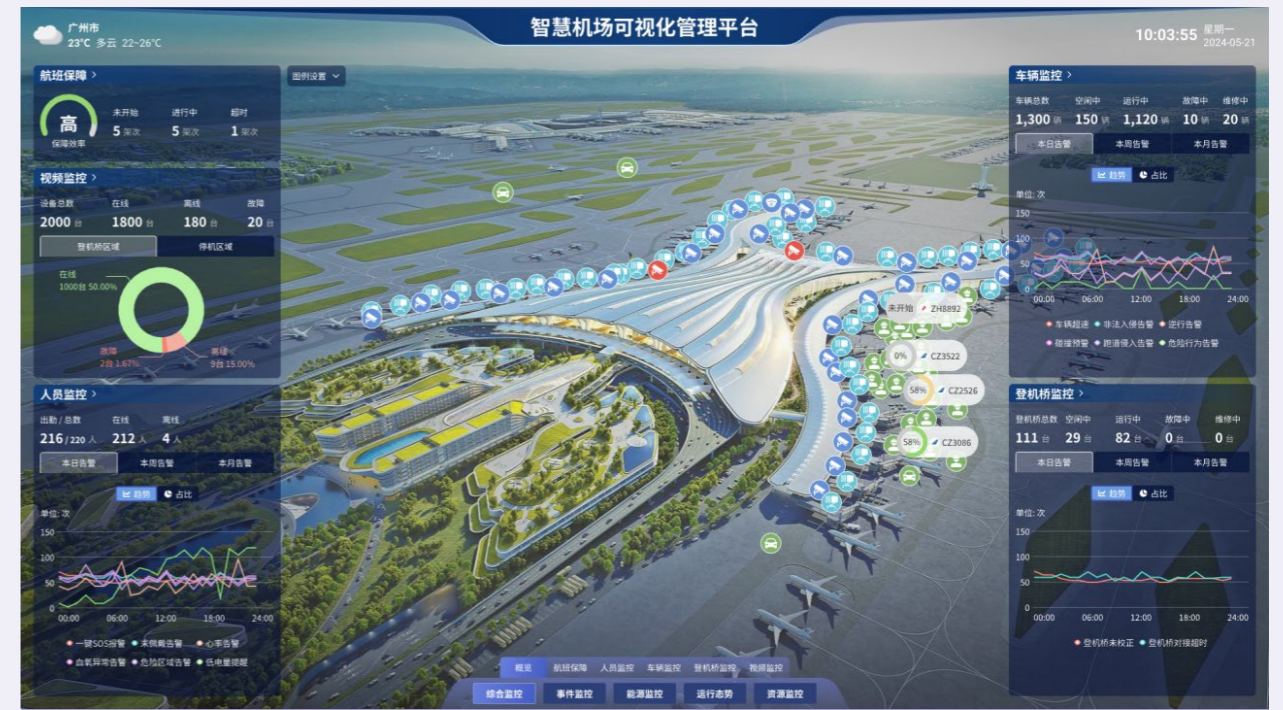 智慧机场可视化管理平台
广州市
23℃ 多云 22~26℃
10:03:55 星期一
2024-05-21
航班保障
高
保障效率
未开始 进行中 超时
5 架次 5 架次 1 架次
图例设置
视频监控
设备总数 在线 离线 故障
2000 台 1800 台 180 台 20 台
登机桥区域 停机区域
在线
1000台 50.00%
故障
2台 1.67%
离线
9台 15.00%
人员监控
出勤 / 总数 在线 离线
216 / 220 人 212 人 4 人
本日告警 本周告警 本月告警
趋势 占比
单位: 次
150
100
50
0
00:00 06:00 12:00 18:00 24:00
一键SOS报警 未佩戴告警 心率告警
血氧异常告警 危险区域告警 低电量提醒
未开始 ZH8892
0% CZ3522
58% CZ2526
58% CZ3086
车辆监控
车辆总数 空闲中 运行中 故障中 维修中
1,300 辆 150 辆 1,120 辆 10 辆 20 辆
本日告警 本周告警 本月告警
趋势 占比
单位: 次
150
100
50
0
00:00 06:00 12:00 18:00 24:00
车辆超速 非法入侵告警 逆行告警
碰撞预警 跑道侵入告警 危险行为告警
登机桥监控
登机桥总数 空闲中 运行中 故障中 维修中
111 台 29 台 82 台 0 台 0 台
本日告警 本周告警 本月告警
趋势 占比
单位: 次
150
100
50
0
00:00 06:00 12:00 18:00 24:00
登机桥未校正 登机桥对接超时
概览 航班保障 人员监控 车辆监控 登机桥监控 视频监控
综合监控 事件监控 能源监控 运行态势 资源监控